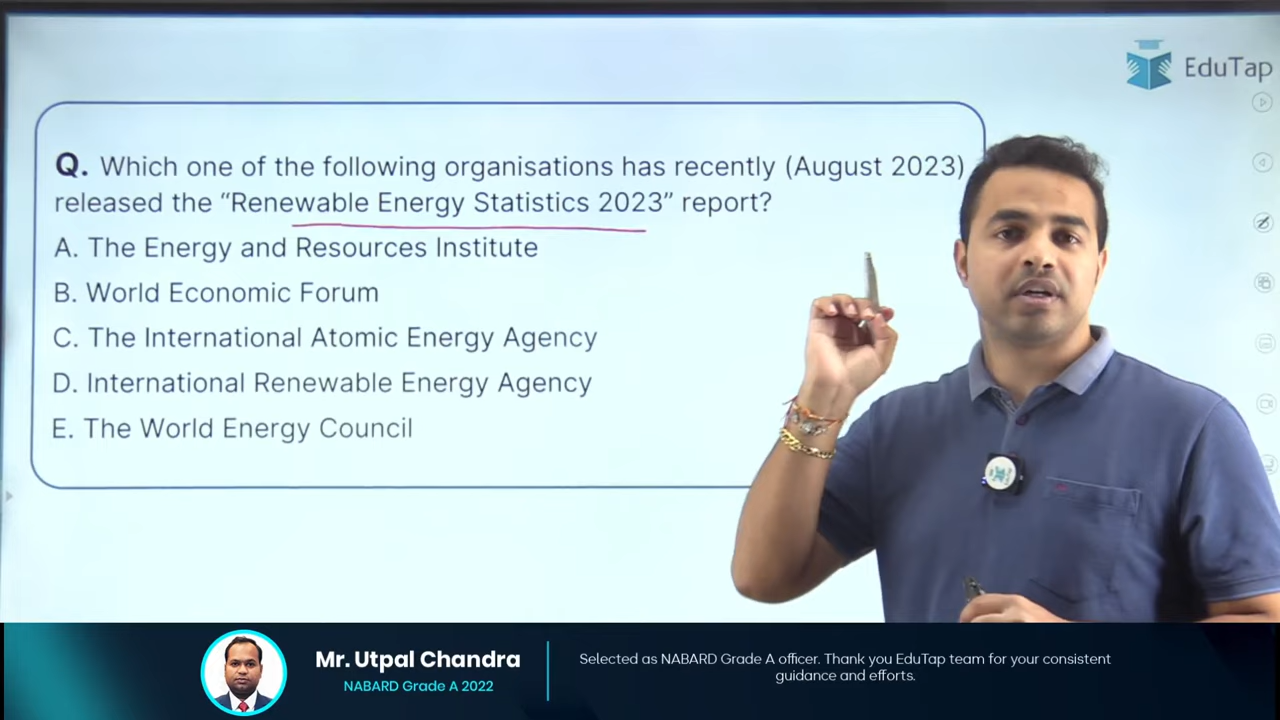 EduTap
Q. Which one of the following organisations has recently (August 2023)
released the “Renewable Energy Statistics 2023” report?
A. The Energy and Resources Institute
B. World Economic Forum
C. The International Atomic Energy Agency
D. International Renewable Energy Agency
E. The World Energy Council
Mr. Utpal Chandra
NABARD Grade A 2022
Selected as NABARD Grade A officer. Thank you EduTap team for your consistent
guidance and efforts.